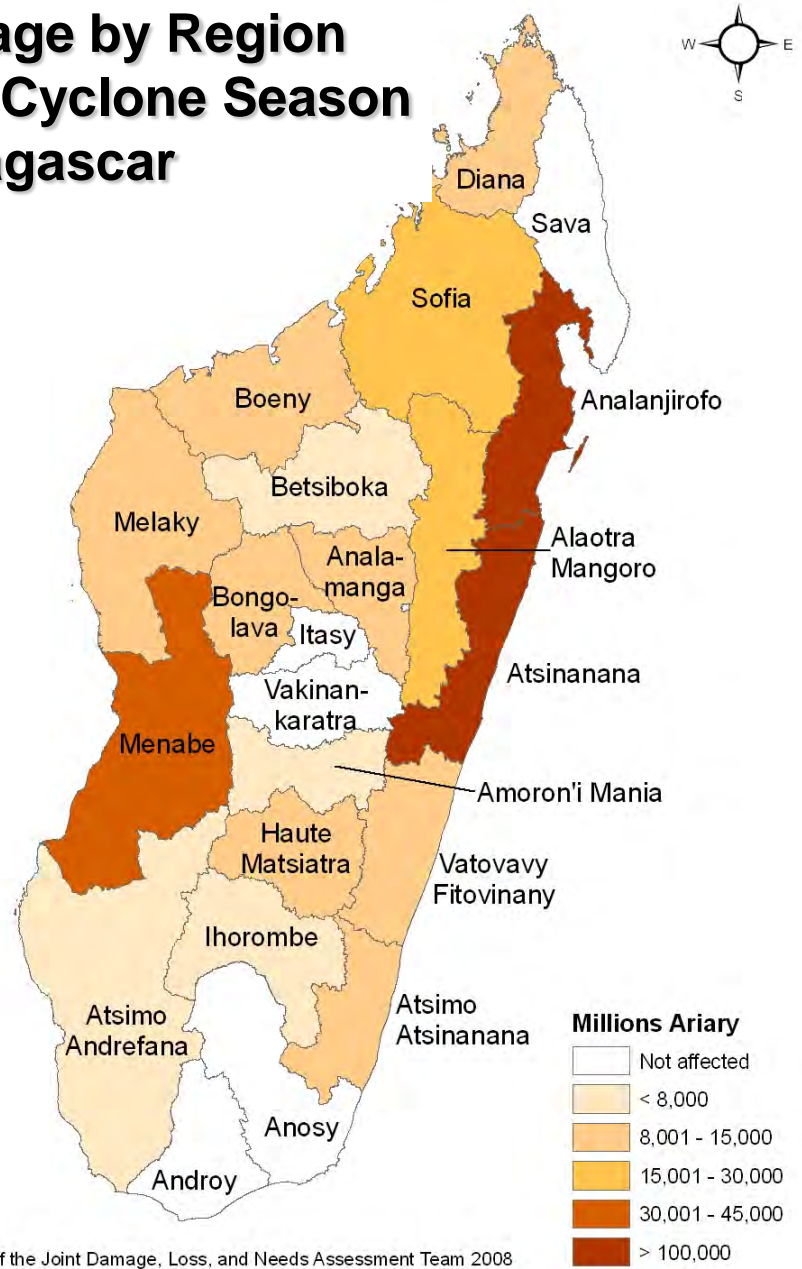 age by Region
Cyclone Season
agascar
W
E
S
Diana
Sava
Sofia
Analanjirofo
Boeny
Betsiboka
Melaky
Alaotra
Mangoro
Anala-
manga
Bongo-
lava
Itasy
Atsinanana
Vakinan-
karatra
Menabe
Amoron'i Mania
Haute
Matsiatra
Vatovavy
Fitovinany
Ihorombe
Atsimo
Atsinanana
Atsimo
Andrefana
Anosy
Androy
Millions Ariary
Not affected
< 8,000
8,001 - 15,000
15,001 - 30,000
30,001 - 45,000
> 100,000
f the Joint Damage, Loss, and Needs Assessment Team 2008